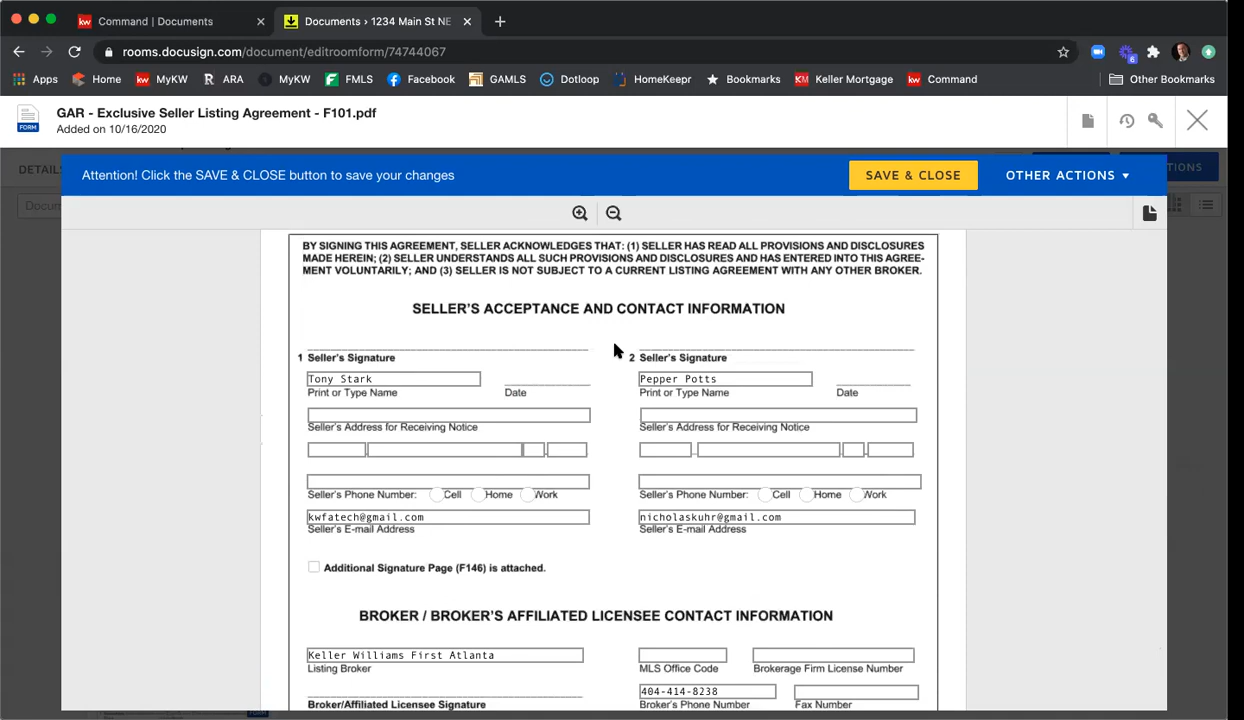 Command | Documents
Documents › 1234 Main St NE
rooms.docusign.com/document/editroomform/74744067
6
Apps
Home
kw MyKW
R ARA
MyKW
FMLS
Facebook
GAMLS
Dotloop
HomeKeepr
Bookmarks
KM Keller Mortgage
kw Command
Other Bookmarks
FORM
GAR - Exclusive Seller Listing Agreement - F101.pdf
Added on 10/16/2020
DETAIL
IONS
Docum
Attention! Click the SAVE & CLOSE button to save your changes
SAVE & CLOSE
OTHER ACTIONS
BY SIGNING THIS AGREEMENT, SELLER ACKNOWLEDGES THAT: (1) SELLER HAS READ ALL PROVISIONS AND DISCLOSURES
MADE HEREIN; (2) SELLER UNDERSTANDS ALL SUCH PROVISIONS AND DISCLOSURES AND HAS ENTERED INTO THIS AGREE-
MENT VOLUNTARILY; AND (3) SELLER IS NOT SUBJECT TO A CURRENT LISTING AGREEMENT WITH ANY OTHER BROKER.
SELLER'S ACCEPTANCE AND CONTACT INFORMATION
1 Seller's Signature
2 Seller's Signature
Tony Stark
Pepper Potts
Print or Type Name
Date
Print or Type Name
Date
Seller's Address for Receiving Notice
Seller's Address for Receiving Notice
Seller's Phone Number: Cell Home Work
Seller's Phone Number: Cell Home Work
kwfatech@gmail.com
nicholaskuhr@gmail.com
Seller's E-mail Address
Seller's E-mail Address
Additional Signature Page (F146) is attached.
BROKER / BROKER'S AFFILIATED LICENSEE CONTACT INFORMATION
Keller Williams First Atlanta
Listing Broker
MLS Office Code
Brokerage Firm License Number
404-414-8238
Broker/Affiliated Licensee Signature
Broker's Phone Number
Fax Number